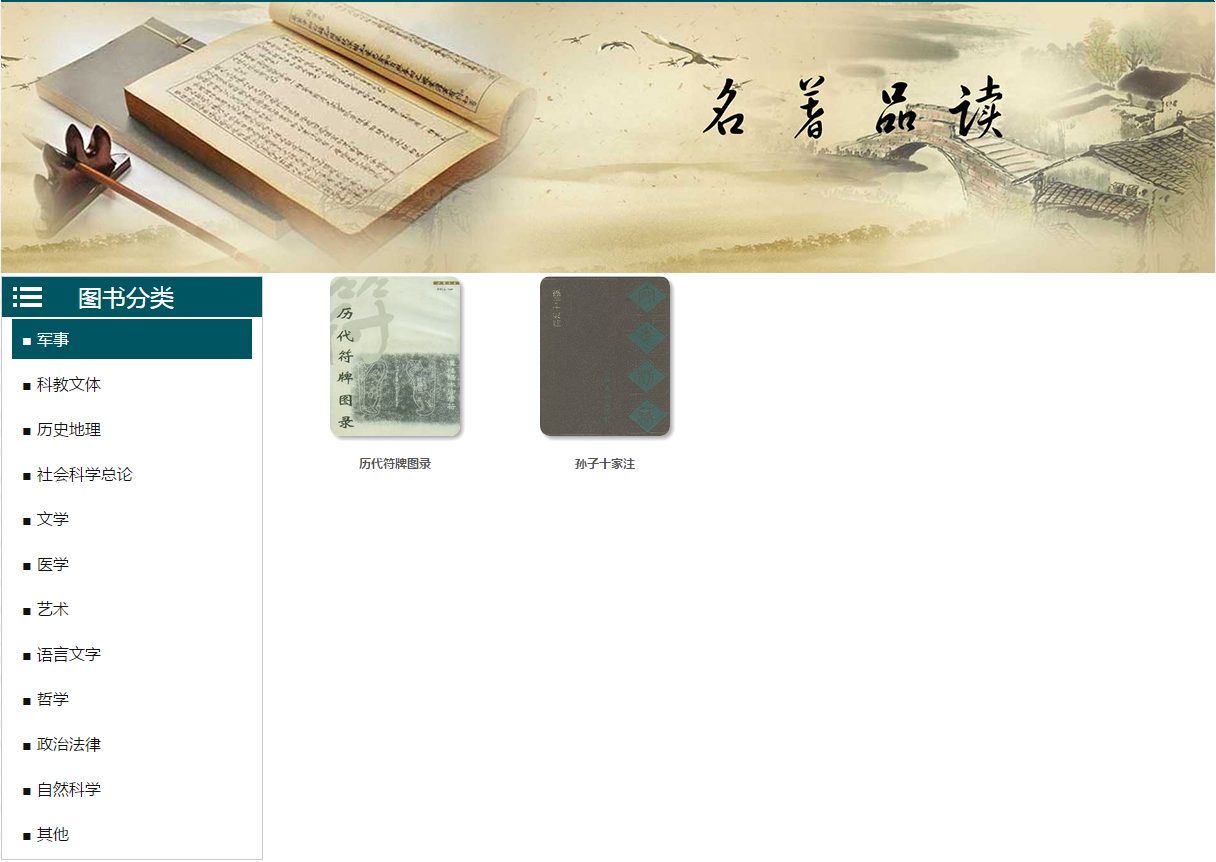 名著品读
图书分类
■ 军事
■ 科教文体
■ 历史地理
■ 社会科学总论
■ 文学
■ 医学
■ 艺术
■ 语言文字
■ 哲学
■ 政治法律
■ 自然科学
■ 其他
符
历代符牌图录
历代符牌图录
孙子十家注